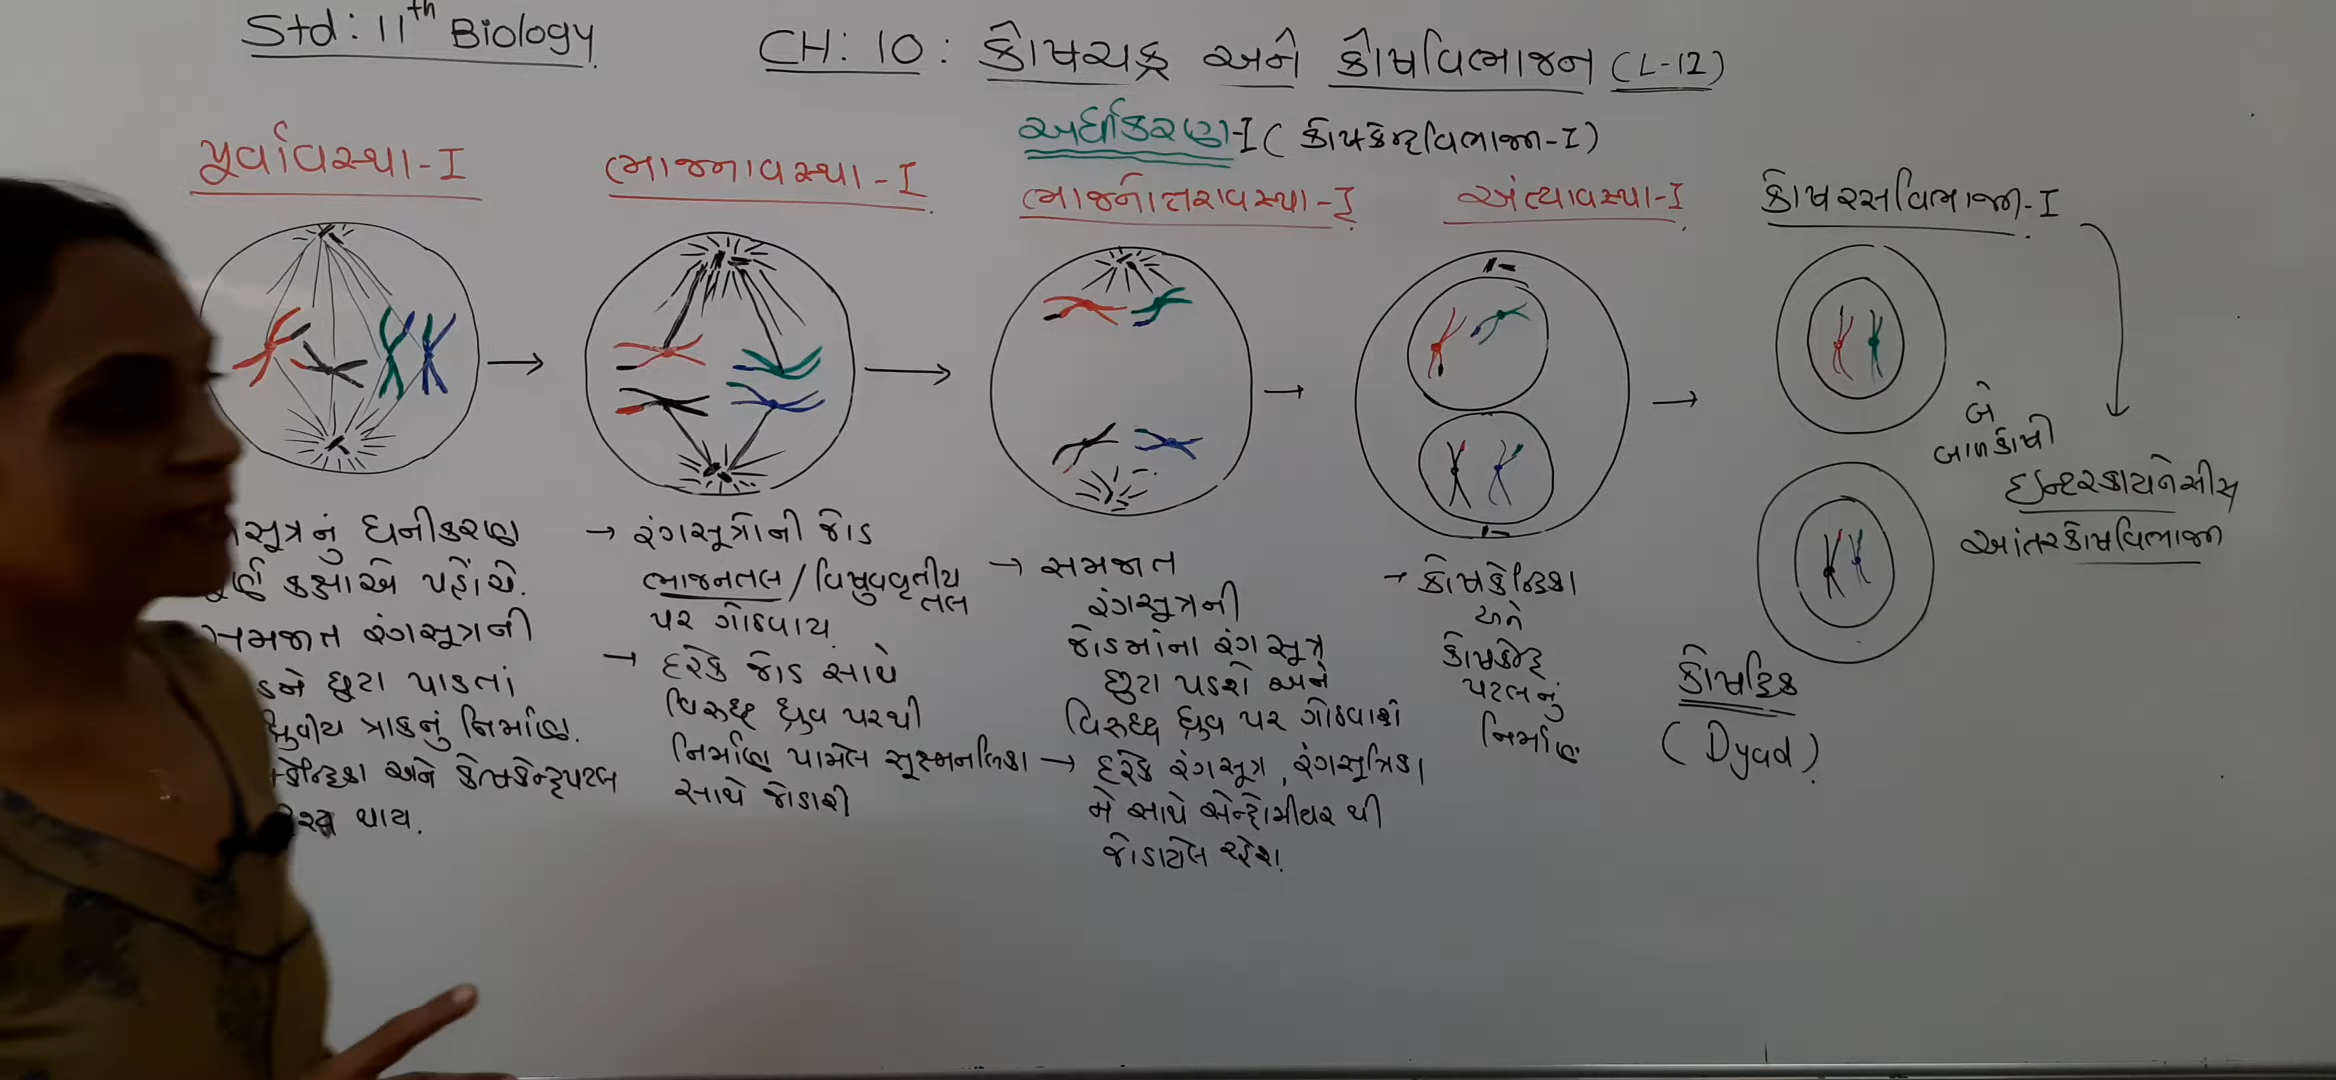 Std: 11th Biology
CH: 10: કોષચક્ર અને કોષવિભાજન (L-12)
અર્ધીકરણ-I (કોષકેન્દ્રવિભાજન-I)
પૂર્વાવસ્થા-I
ભાજનાવસ્થા-I
ભાજનોત્તરાવસ્થા-I
અંત્યાવસ્થા-I
કોષરસવિભાજન-I
સૂત્રનું ઘનીકરણ
કક્ષાએ પહોંચે.
રંગસૂત્રની
છુટા પાડતાં
ત્રાકનું નિર્માણ.
અને કોષકેન્દ્રપટલ
થાય.
→ રંગસૂત્રોની જોડ
ભાજનતલ / વિષુવવૃતીય
તલ
પર ગોઠવાય
→ દરેક જોડ સાથે
વિરુદ્ધ ધ્રુવ પરથી
નિર્માણ પામેલ સૂક્ષ્મનલિકા
સાથે જોડાશે
→ સમજાત
રંગસૂત્રની
જોડમાંના રંગસૂત્ર
છુટા પડશે અને
વિરુદ્ધ ધ્રુવ પર ગોઠવાશે
→ દરેક રંગસૂત્ર, રંગસૂત્રિકા
ને સાથે સેન્ટ્રોમીયર થી
જોડાયેલ રહેશે.
→ કોષકેન્દ્રિકા
અને
કોષકેન્દ્ર
પટલનું
નિર્માણ
બે
બાળકોષો
ઇન્ટરકાયનેસીસ
આંતરકોષવિભાજન
કોષદ્વિક
(Dyad)